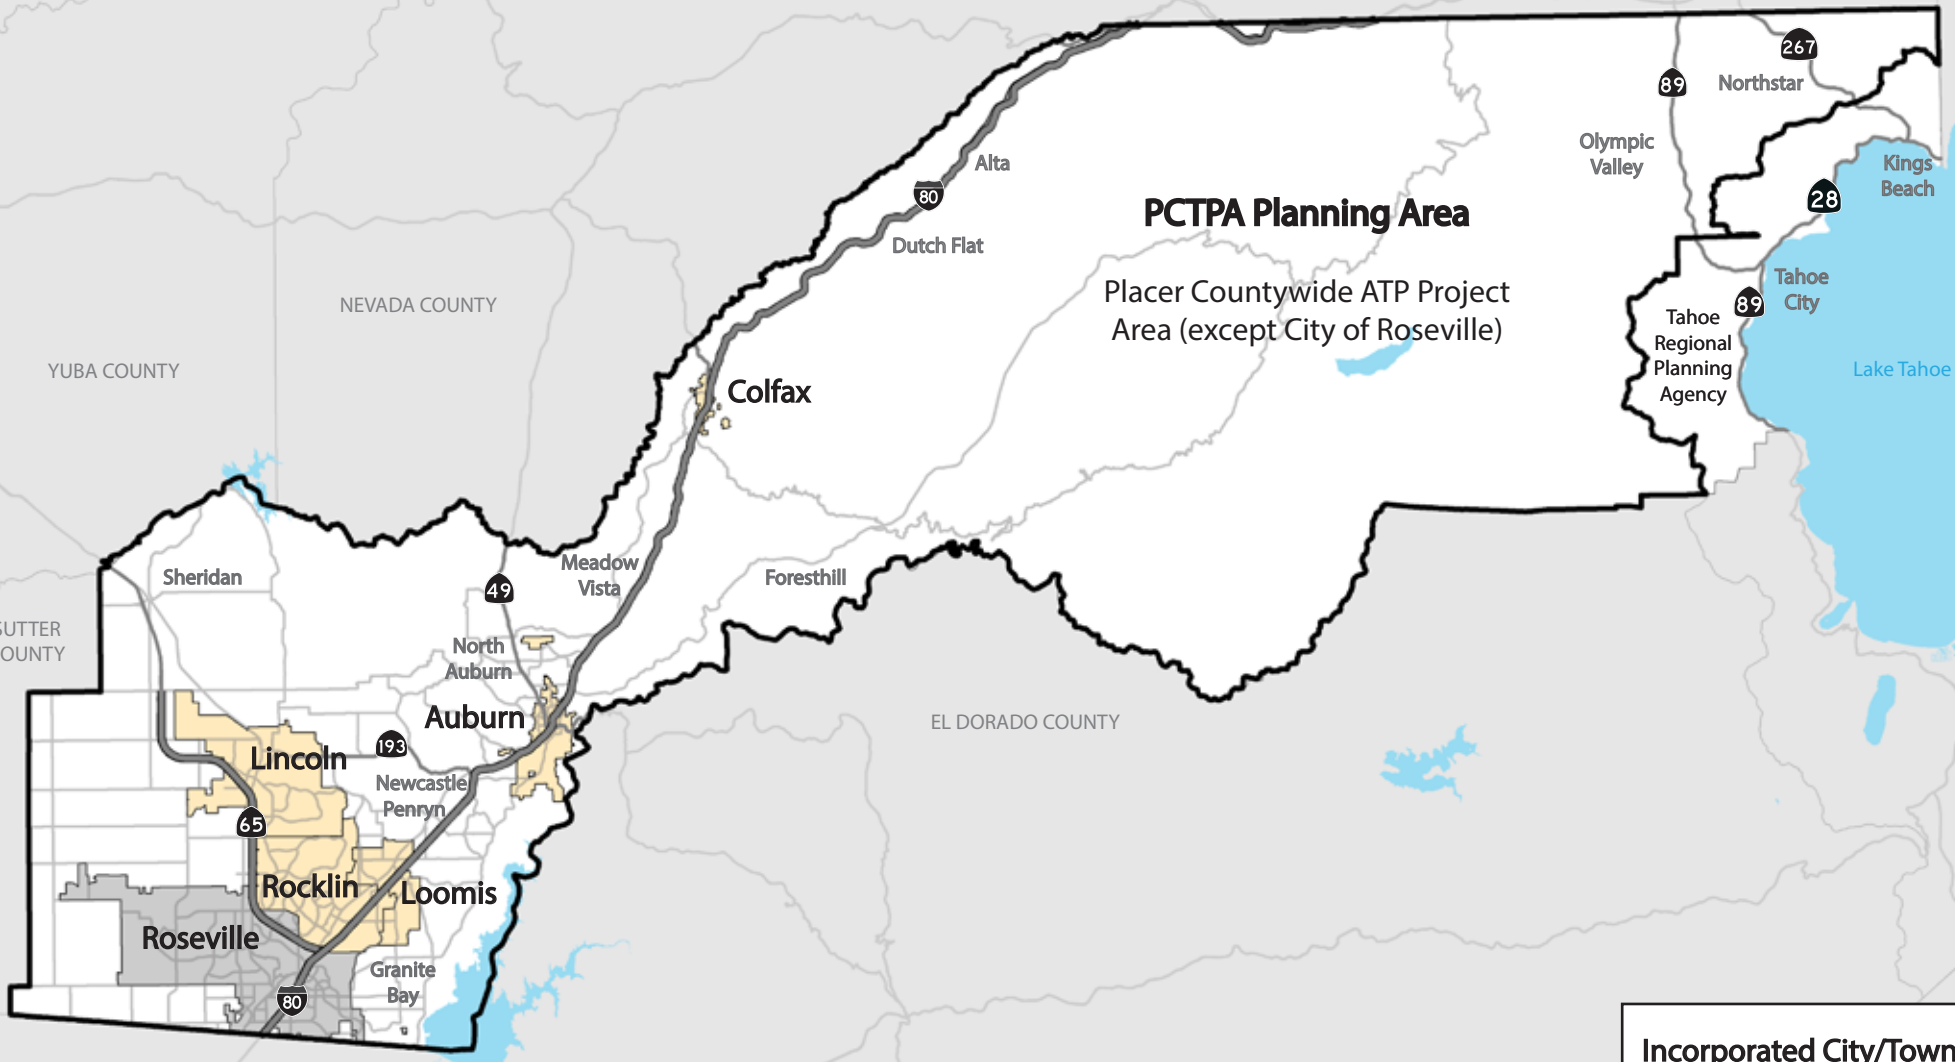 267
89
Northstar
Olympic
Valley
Kings
Beach
28
Alta
80
Dutch Flat
PCTPA Planning Area
Placer Countywide ATP Project
Area (except City of Roseville)
Tahoe
City
89
Tahoe
Regional
Planning
Agency
Lake Tahoe
NEVADA COUNTY
YUBA COUNTY
Colfax
Meadow
Vista
Foresthill
Sheridan
49
SUTTER
OUNTY
North
Auburn
Auburn
EL DORADO COUNTY
193
Lincoln
Newcastle
Penryn
65
Rocklin
Loomis
Roseville
Granite
Bay
80
Incorporated City/Town